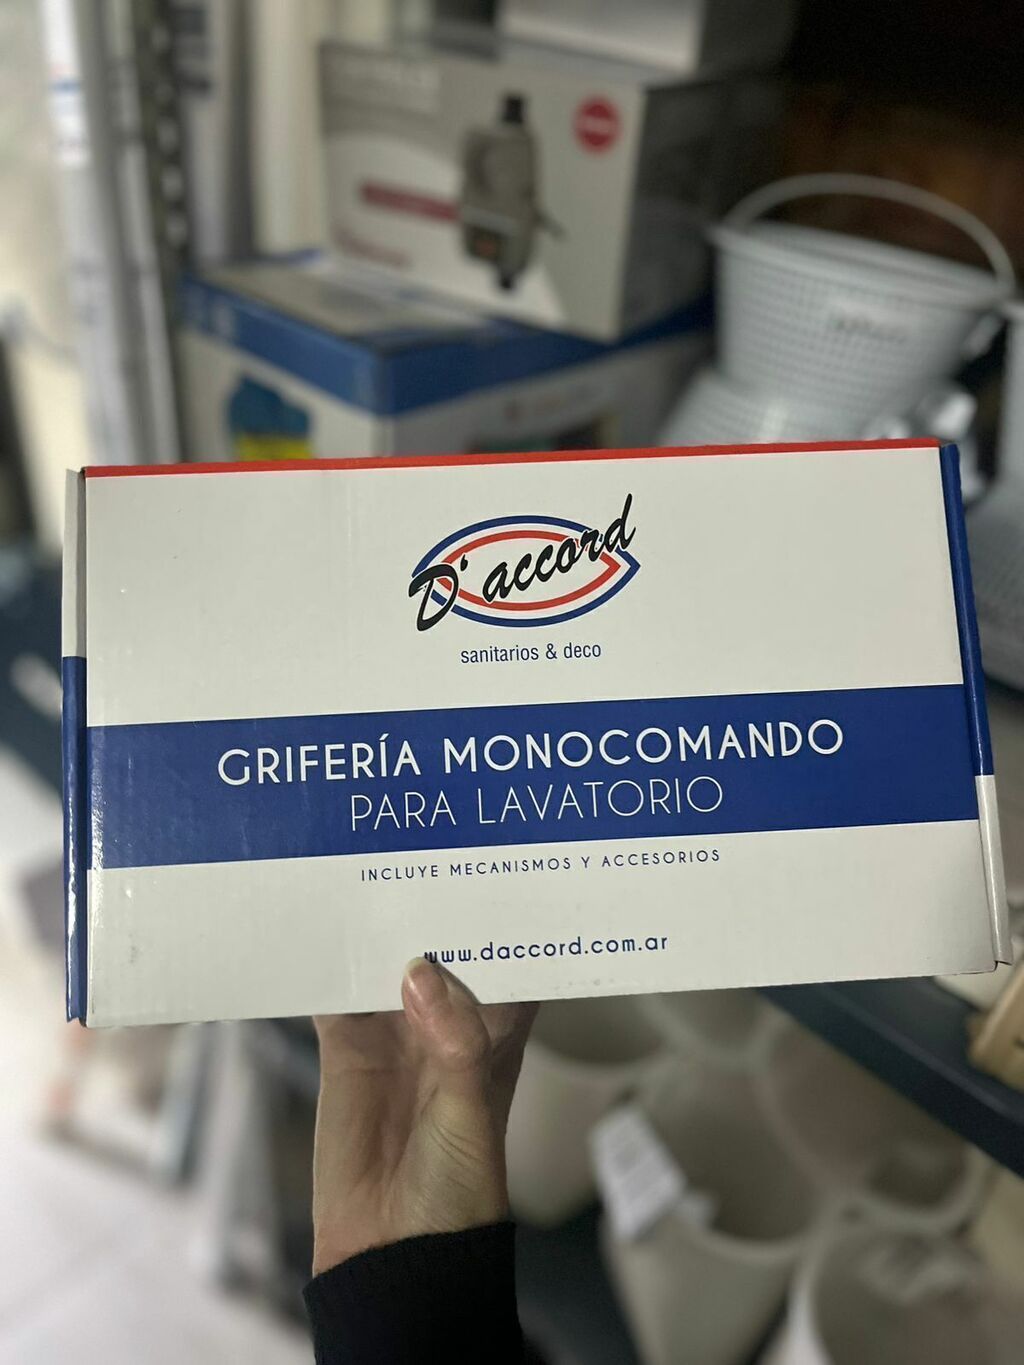 D'accord
sanitarios & deco
GRIFERÍA MONOCOMANDO
PARA LAVATORIO
INCLUYE MECANISMOS Y ACCESORIOS
www.daccord.com.ar